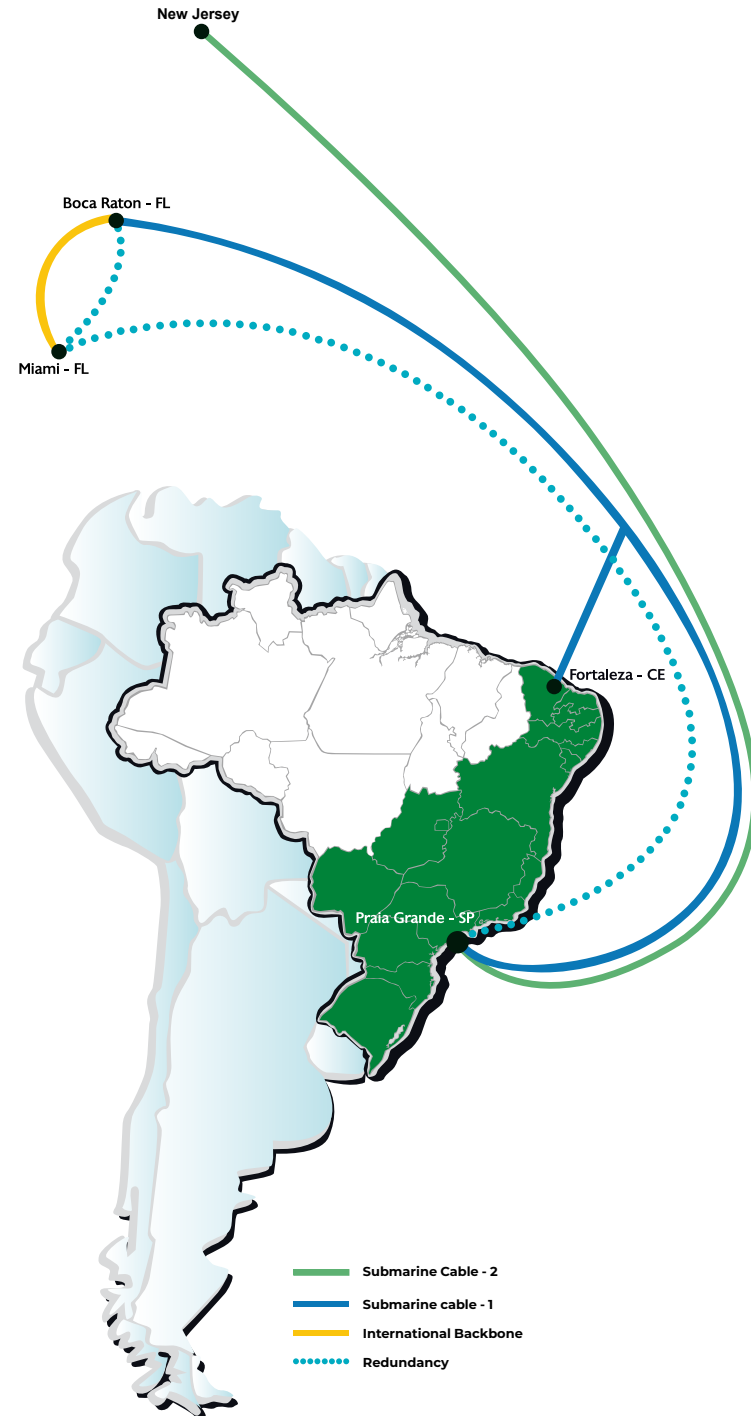 New Jersey
Boca Raton - FL
Miami - FL
Fortaleza - CE
Praia Grande - SP
Submarine Cable - 2
Submarine cable - 1
International Backbone
Redundancy